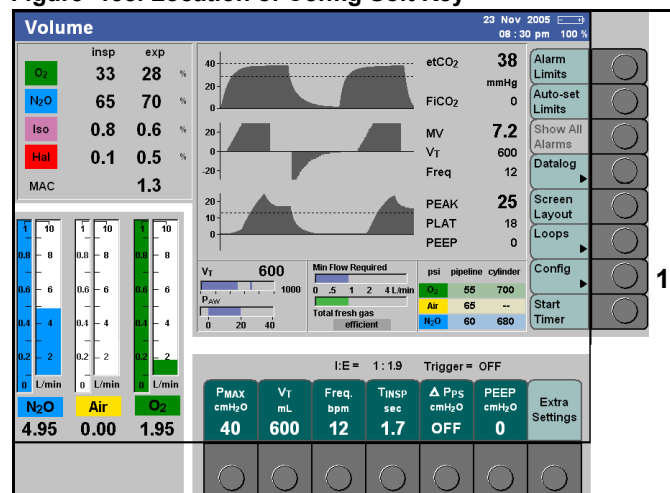 Figure 4.3. Location of Config Soft Key
Volume
23 Nov 2005
08 : 30 pm 100 %
insp exp
O2 33 28 %
N2O 65 70 %
Iso 0.8 0.6 %
Hal 0.1 0.5 %
MAC 1.3
40
20
0
etCO2 38
mmHg
FiCO2 0
20
0
-20
MV 7.2
VT 600
Freq 12
20
10
0
PEAK 25
PLAT 18
PEEP 0
Alarm
Limits
Auto-set
Limits
Show All
Alarms
Datalog
Screen
Layout
Loops
Config
Start
Timer
1
1 10 1 10 1 10
0.8 8 0.8 8 0.8 8
0.6 6 0.6 6 0.6 6
0.4 4 0.4 4 0.4 4
0.2 2 0.2 2 0.2 2
0 L/min 0 L/min 0 L/min
N2O Air O2
4.95 0.00 1.95
VT 600
1000
PAW
0 20 40
Min Flow Required
0 .5 1 2 4 L/min
Total fresh gas
efficient
psi pipeline cylinder
O2 55 700
Air 65 --
N2O 60 680
I:E = 1 : 1.9 Trigger = OFF
PMAX
cmH2O
40
VT
mL
600
Freq.
bpm
12
TINSP
sec
1.7
Δ PPS
cmH2O
OFF
PEEP
cmH2O
0
Extra
Settings